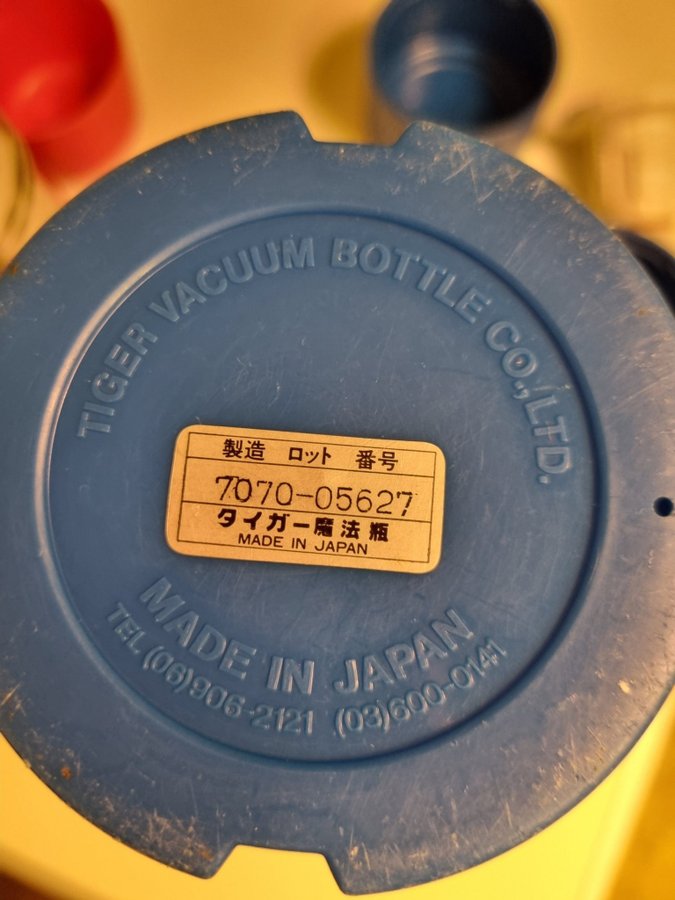 TIGER VACUUM BOTTLE CO.,LTD.
製造 ロット 番号
7070-05627
タイガー魔法瓶
MADE IN JAPAN
MADE IN JAPAN
TEL (06)906-2121 (03)600-0141